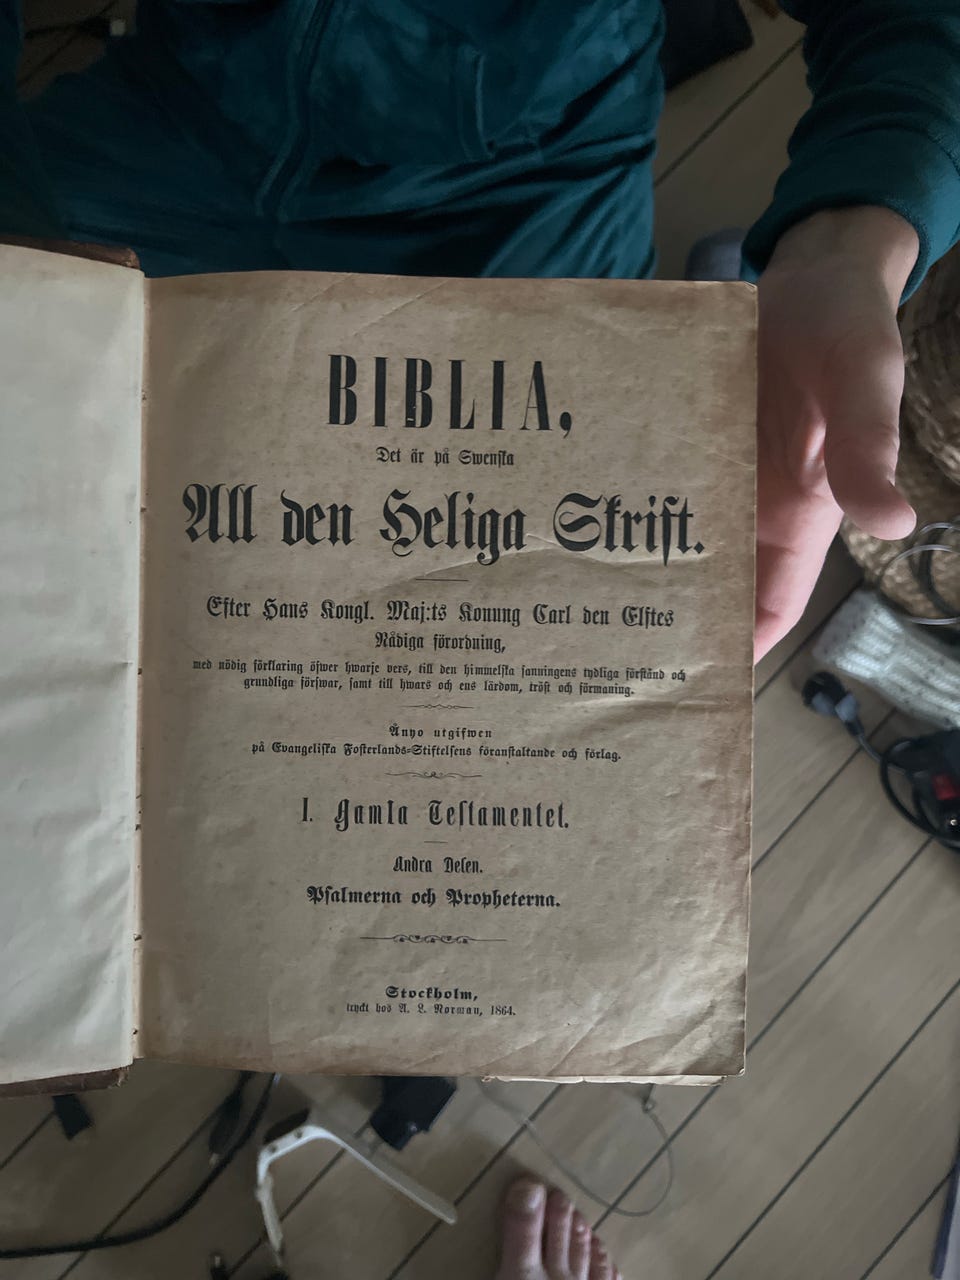 BIBLIA,
Det är på Swenska
All den Heliga Skrift.
Efter Hans Kongl. Maj:ts Konung Carl den Elftes
Nådiga förordning,
med nödig förklaring öfwer hwarje vers, till den himmelska sanningens tydliga förstånd och
grundliga förswar, samt till hwars och ens lärdom, tröst och förmaning.
Ånyo utgifwen
på Evangeliska Fosterlands-Stiftelsens föranstaltande och förlag.
I. Gamla Testamentet.
Andra Delen.
Psalmerna och Propheterna.
Stockholm,
tryckt hos A. L. Norman, 1864.